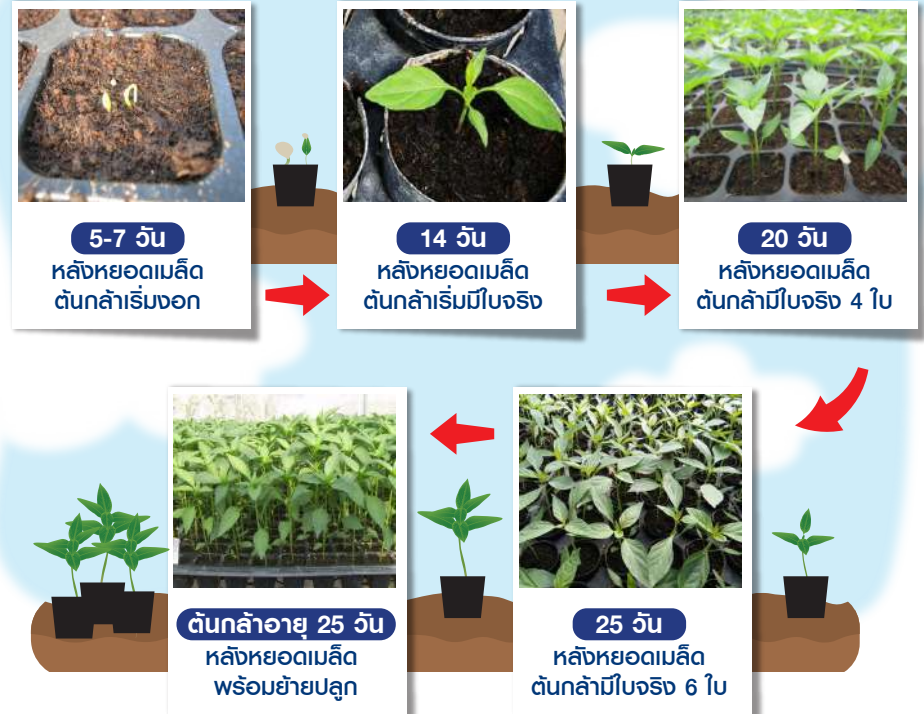 5-7 วัน
หลังหยอดเมล็ด
ต้นกล้าเริ่มงอก
14 วัน
หลังหยอดเมล็ด
ต้นกล้าเริ่มมีใบจริง
20 วัน
หลังหยอดเมล็ด
ต้นกล้ามีใบจริง 4 ใบ
25 วัน
หลังหยอดเมล็ด
ต้นกล้ามีใบจริง 6 ใบ
ต้นกล้าอายุ 25 วัน
หลังหยอดเมล็ด
พร้อมย้ายปลูก